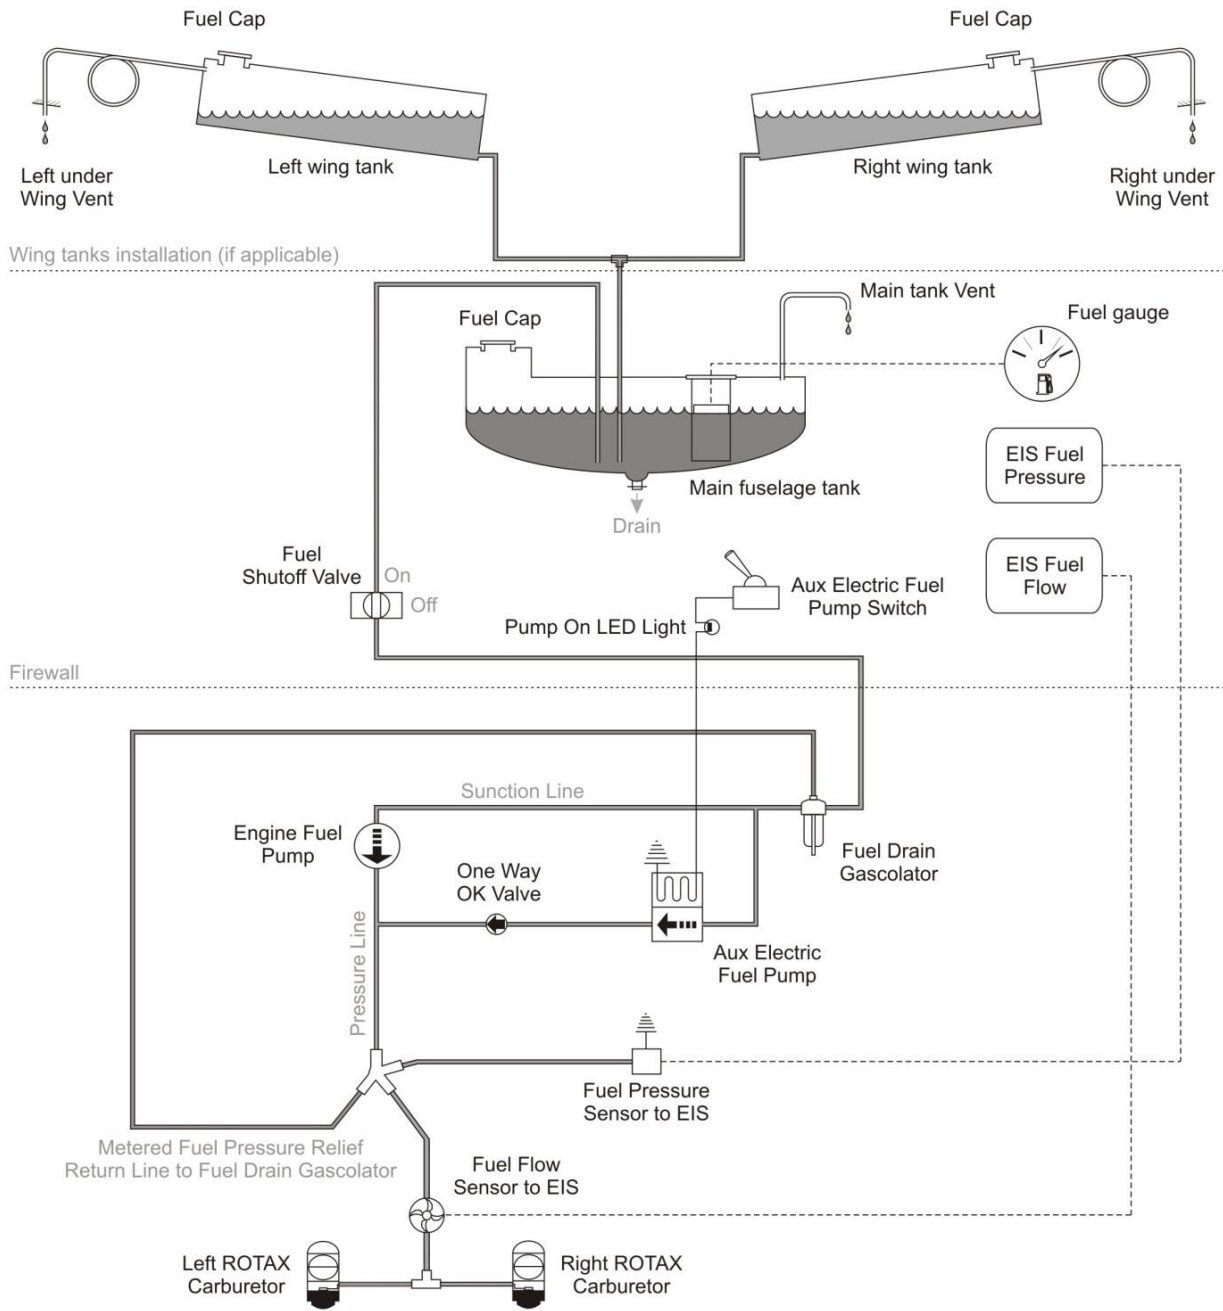 Fuel Cap
Fuel Cap
Left under
Wing Vent
Left wing tank
Right wing tank
Right under
Wing Vent
Wing tanks installation (if applicable)
Main tank Vent
Fuel Cap
Fuel gauge
EIS Fuel
Pressure
Main fuselage tank
Drain
Fuel
Shutoff Valve
On
Off
EIS Fuel
Flow
Aux Electric Fuel
Pump Switch
Pump On LED Light
Firewall
Sunction Line
Engine Fuel
Pump
Fuel Drain
Gascolator
One Way
OK Valve
Aux Electric
Fuel Pump
Pressure Line
Fuel Pressure
Sensor to EIS
Metered Fuel Pressure Relief
Return Line to Fuel Drain Gascolator
Fuel Flow
Sensor to EIS
Left ROTAX
Carburetor
Right ROTAX
Carburetor